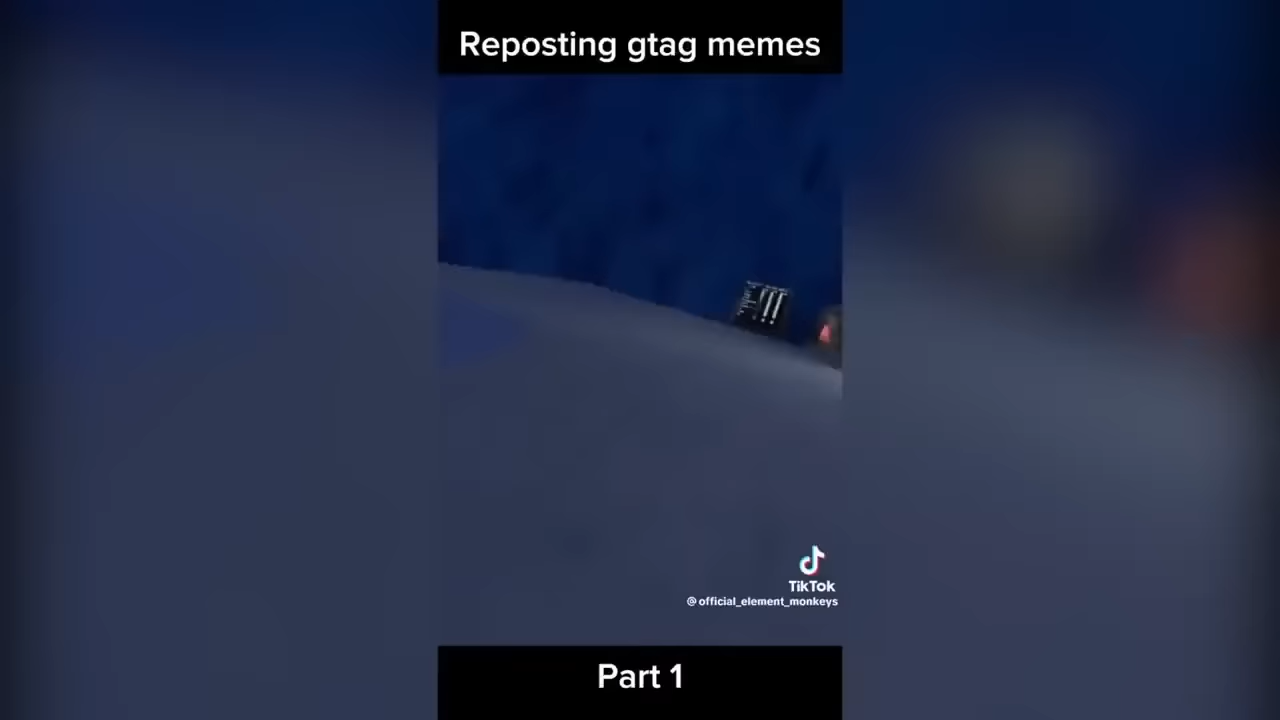 Reposting gtag memes
TikTok
@ official_element_monkeys
Part 1